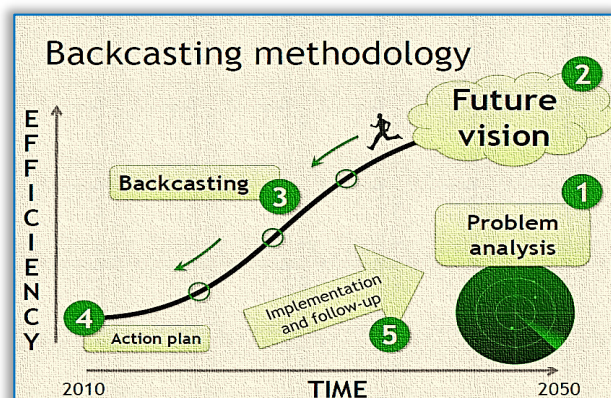 Backcasting methodology
EFFICIENCY
2
Future
vision
1
Problem
analysis
Backcasting
3
4
Action plan
Implementation
and follow-up
5
2010
TIME
2050